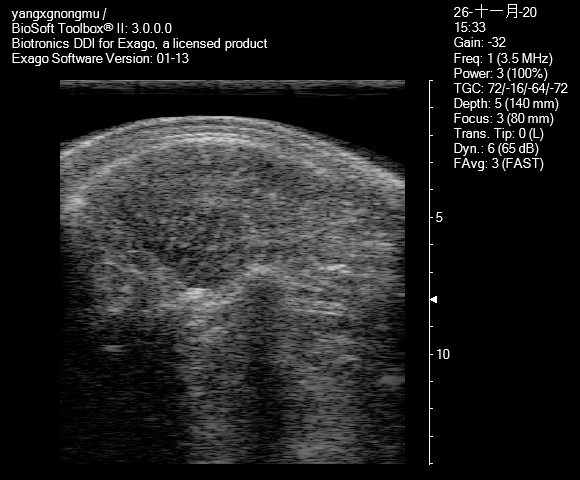 yangxgnongmu /
BioSoft Toolbox® II: 3.0.0.0
Biotronics DDI for Exago, a licensed product
Exago Software Version: 01-13
26-十一月-20
15:33
Gain: -32
Freq: 1 (3.5 MHz)
Power: 3 (100%)
TGC: 72/-16/-64/-72
Depth: 5 (140 mm)
Focus: 3 (80 mm)
Trans. Tip: 0 (L)
Dyn.: 6 (65 dB)
FAvg: 3 (FAST)
5
10